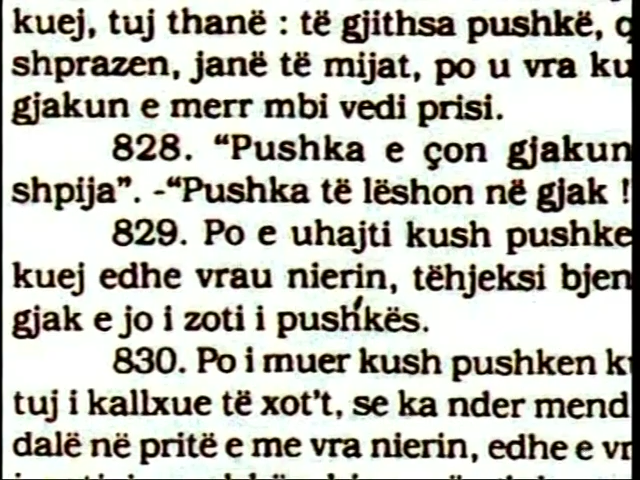 kuej, tuj thanë : të gjithsa pushkë,
shprazen, janë të mijat, po u vra
gjakun e merr mbi vedi prisi.
828. “Pushka e çon gjakun
shpija”. -“Pushka të lëshon në gjak !
829. Po e uhajti kush pushke
kuej edhe vrau nierin, tëhjeksi bjen
gjak e jo i zoti i pushkës.
830. Po i muer kush pushken
tuj i kallxue të xot't, se ka nder mend
dalë në pritë e me vra nierin, edhe e